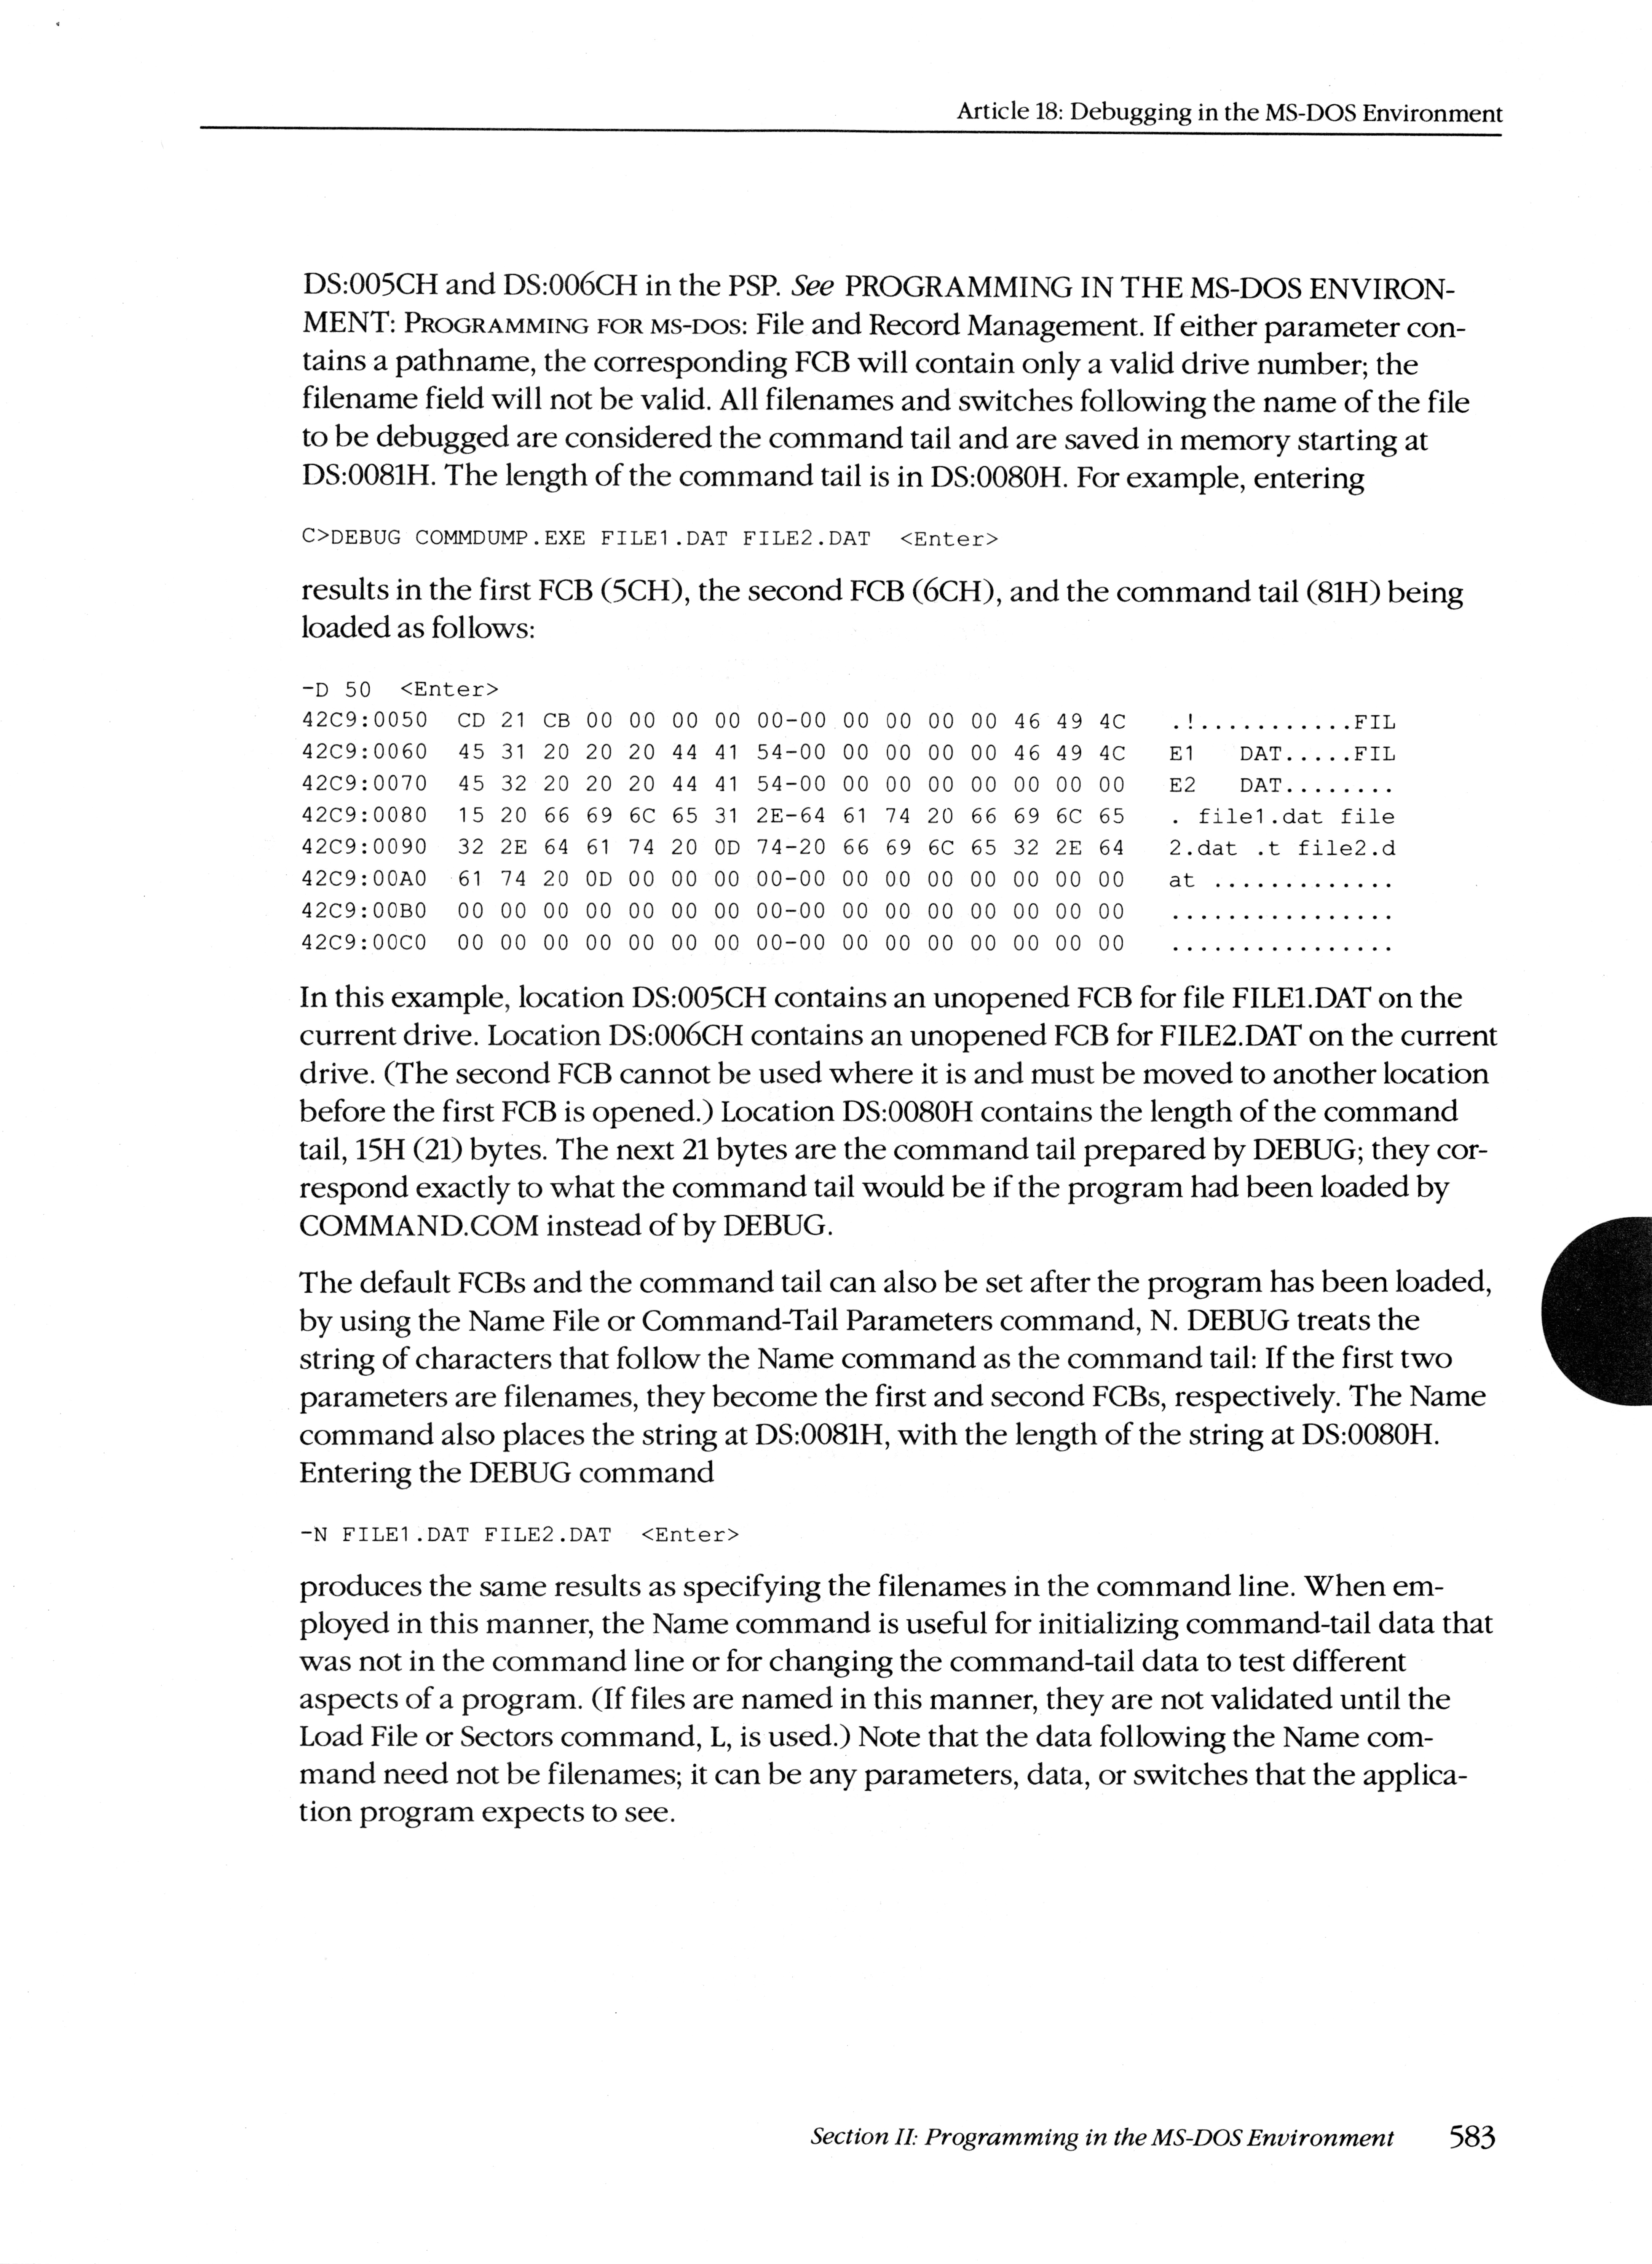 Article 18: Debugging in the MS-DOS Environment
DS:005CH and DS:006CH in the PSP. See PROGRAMMING IN THE MS-DOS ENVIRON-
MENT: PROGRAMMING FOR MS-DOS: File and Record Management. If either parameter con-
tains a pathname, the corresponding FCB will contain only a valid drive number; the
filename field will not be valid. All filenames and switches following the name of the file
to be debugged are considered the command tail and are saved in memory starting at
DS:0081H. The length of the command tail is in DS:0080H. For example, entering
C>DEBUG COMMDUMP.EXE FILE1.DAT FILE2.DAT  <Enter>
results in the first FCB (5CH), the second FCB (6CH), and the command tail (81H) being
loaded as follows:
-D 50  <Enter>
42C9:0050  CD 21 CB 00 00 00 00 00-00 00 00 00 00 46 49 4C   .!...........FIL
42C9:0060  45 31 20 20 20 44 41 54-00 00 00 00 00 46 49 4C   E1   DAT.....FIL
42C9:0070  45 32 20 20 20 44 41 54-00 00 00 00 00 00 00 00   E2   DAT........
42C9:0080  15 20 66 69 6C 65 31 2E-64 61 74 20 66 69 6C 65   . file1.dat file
42C9:0090  32 2E 64 61 74 20 0D 74-20 66 69 6C 65 32 2E 64   2.dat .t file2.d
42C9:00A0  61 74 20 0D 00 00 00 00-00 00 00 00 00 00 00 00   at .............
42C9:00B0  00 00 00 00 00 00 00 00-00 00 00 00 00 00 00 00   ................
42C9:00C0  00 00 00 00 00 00 00 00-00 00 00 00 00 00 00 00   ................
In this example, location DS:005CH contains an unopened FCB for file FILE1.DAT on the
current drive. Location DS:006CH contains an unopened FCB for FILE2.DAT on the current
drive. (The second FCB cannot be used where it is and must be moved to another location
before the first FCB is opened.) Location DS:0080H contains the length of the command
tail, 15H (21) bytes. The next 21 bytes are the command tail prepared by DEBUG; they cor-
respond exactly to what the command tail would be if the program had been loaded by
COMMAND.COM instead of by DEBUG.
The default FCBs and the command tail can also be set after the program has been loaded,
by using the Name File or Command-Tail Parameters command, N. DEBUG treats the
string of characters that follow the Name command as the command tail: If the first two
parameters are filenames, they become the first and second FCBs, respectively. The Name
command also places the string at DS:0081H, with the length of the string at DS:0080H.
Entering the DEBUG command
-N FILE1.DAT FILE2.DAT  <Enter>
produces the same results as specifying the filenames in the command line. When em-
ployed in this manner, the Name command is useful for initializing command-tail data that
was not in the command line or for changing the command-tail data to test different
aspects of a program. (If files are named in this manner, they are not validated until the
Load File or Sectors command, L, is used.) Note that the data following the Name com-
mand need not be filenames; it can be any parameters, data, or switches that the applica-
tion program expects to see.
Section II: Programming in the MS-DOS Environment 583